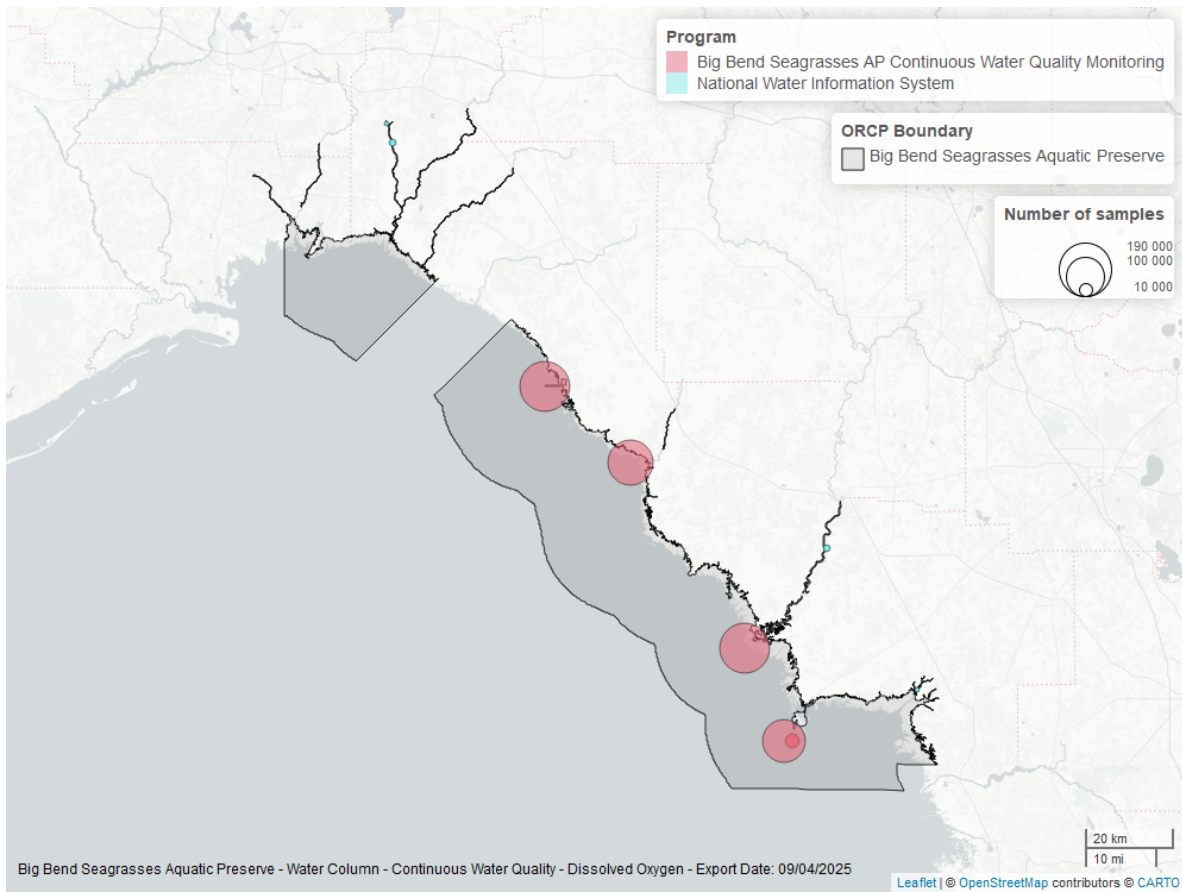 Program
Big Bend Seagrasses AP Continuous Water Quality Monitoring
National Water Information System
ORCP Boundary
Big Bend Seagrasses Aquatic Preserve
Number of samples
190 000
100 000
10 000
20 km
10 mi
Big Bend Seagrasses Aquatic Preserve - Water Column - Continuous Water Quality - Dissolved Oxygen - Export Date: 09/04/2025
Leaflet | © OpenStreetMap contributors © CARTO